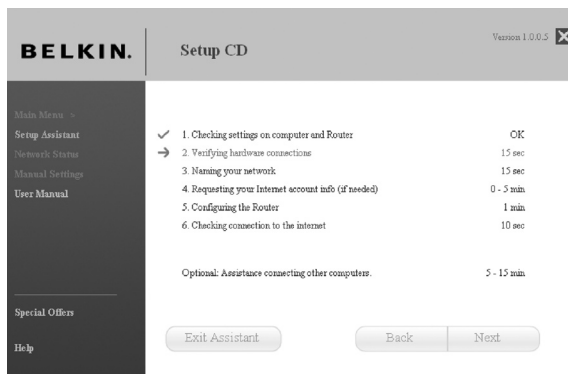 BELKIN.
Setup CD
Version 1.0.0.5
Main Menu >
Setup Assistant
Network Status
Manual Settings
User Manual
Special Offers
Help
1. Checking settings on computer and Router OK
2. Verifying hardware connections 15 sec
3. Naming your network 15 sec
4. Requesting your Internet account info (if needed) 0 - 5 min
5. Configuring the Router 1 min
6. Checking connection to the internet 10 sec
Optional: Assistance connecting other computers. 5 - 15 min
Exit Assistant
Back
Next